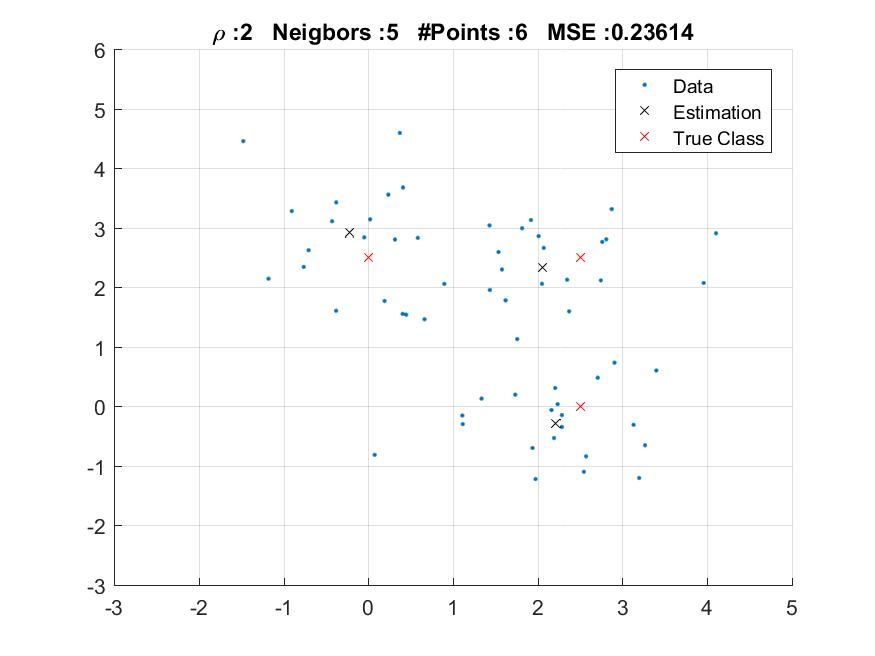 ρ :2 Neigbors :5 #Points :6 MSE :0.23614
6
Data
5
Estimation
True Class
4
3
2
1
0
-1
-2
-3
-3 -2 -1 0 1 2 3 4 5